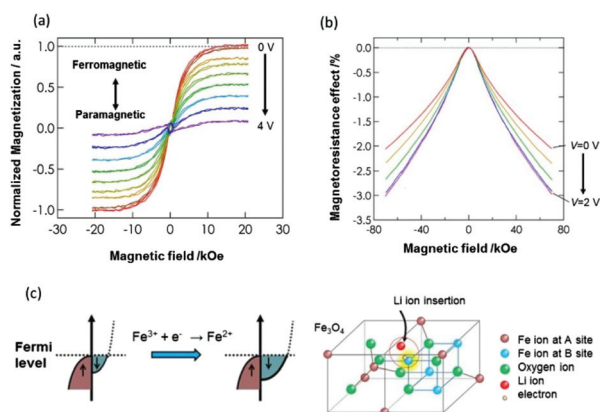 (a)
Normalized Magnetization / a.u.
1.0
0.5
0.0
-0.5
-1.0
Ferromagnetic
Paramagnetic
0 V
4 V
-30 -20 -10 0 10 20 30
Magnetic field /kOe
(b)
Magnetoresistance effect /%
0.0
-0.5
-1.0
-1.5
-2.0
-2.5
-3.0
-3.5
V=0 V
V=2 V
-80 -40 0 40 80
Magnetic field /kOe
(c)
Fermi
level
Fe³⁺ + e⁻ → Fe²⁺
Li ion insertion
Fe₃O₄
Fe ion at A site
Fe ion at B site
Oxygen ion
Li ion
electron